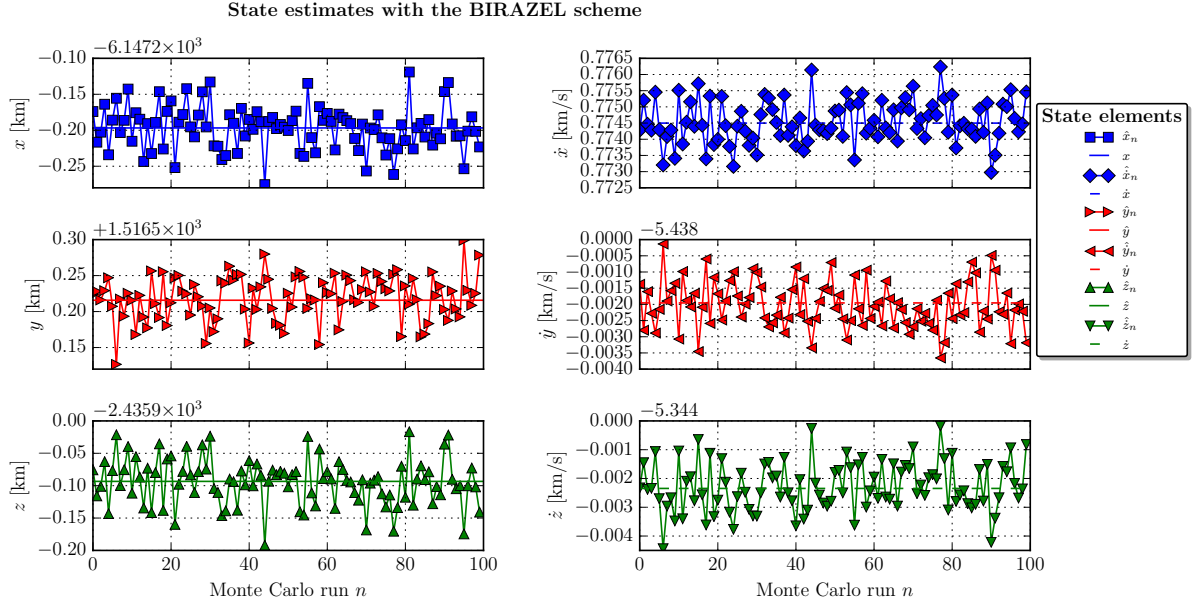 State estimates with the BIRAZEL scheme
−6.1472×10³
−0.10
−0.15
−0.20
−0.25
x [km]
0.7765
0.7760
0.7755
0.7750
0.7745
0.7740
0.7735
0.7730
0.7725
ẋ [km/s]
+1.5165×10³
0.30
0.25
0.20
0.15
y [km]
−5.438
0.0000
−0.0005
−0.0010
−0.0015
−0.0020
−0.0025
−0.0030
−0.0035
−0.0040
ẏ [km/s]
−2.4359×10³
0.00
−0.05
−0.10
−0.15
−0.20
z [km]
0 20 40 60 80 100
Monte Carlo run n
−5.344
−0.001
−0.002
−0.003
−0.004
ż [km/s]
0 20 40 60 80 100
Monte Carlo run n
State elements
x̂ₙ
x
ẋ̂ₙ
ẋ
ŷₙ
ŷ
ẏ̂ₙ
ẏ
ẑₙ
ẑ
ż̂ₙ
ż